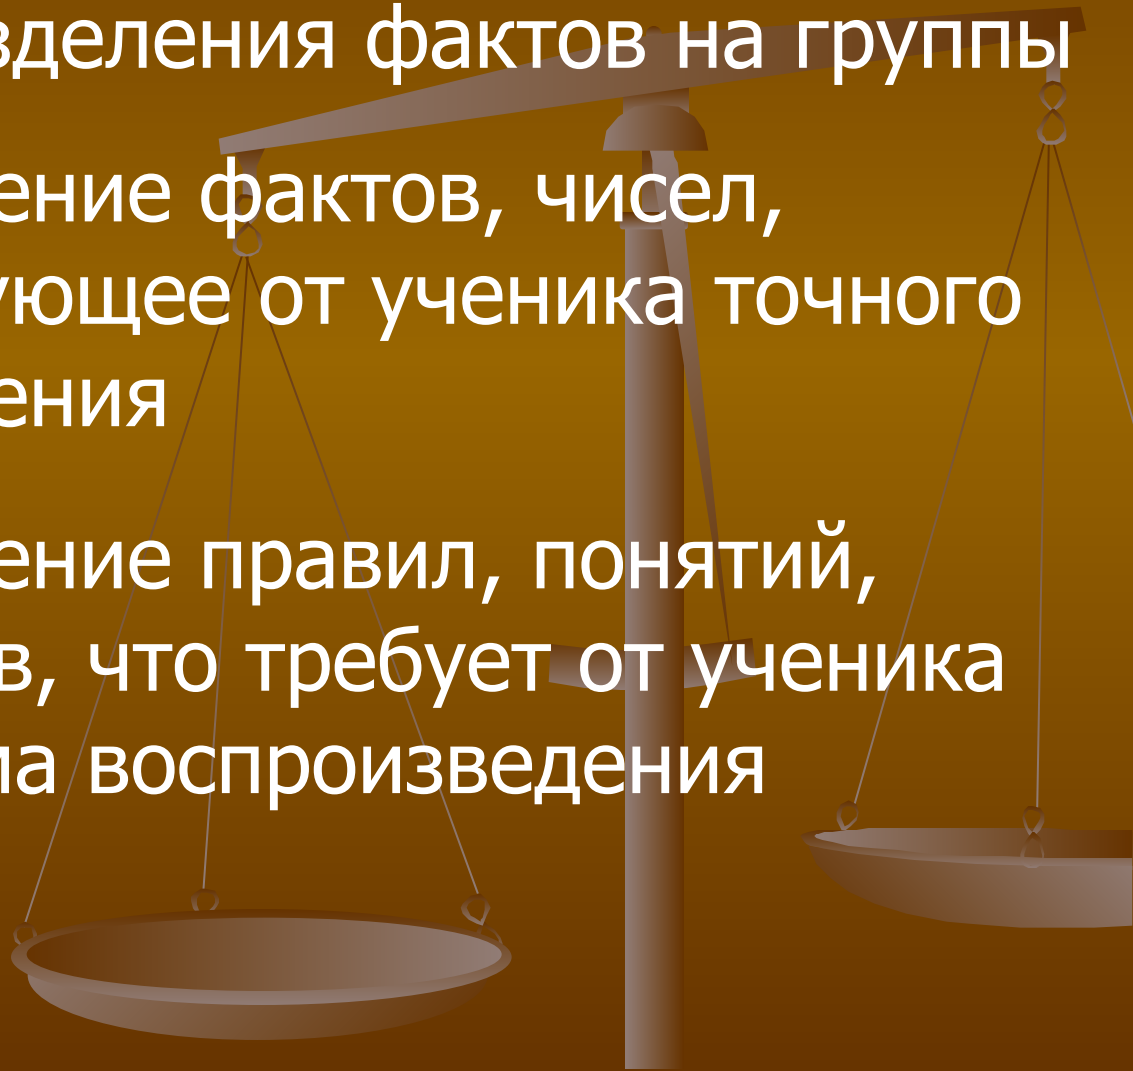 зделения фактов на группы
ение фактов, чисел,
ующее от ученика точного
ения
ение правил, понятий,
в, что требует от ученика
ла воспроизведения